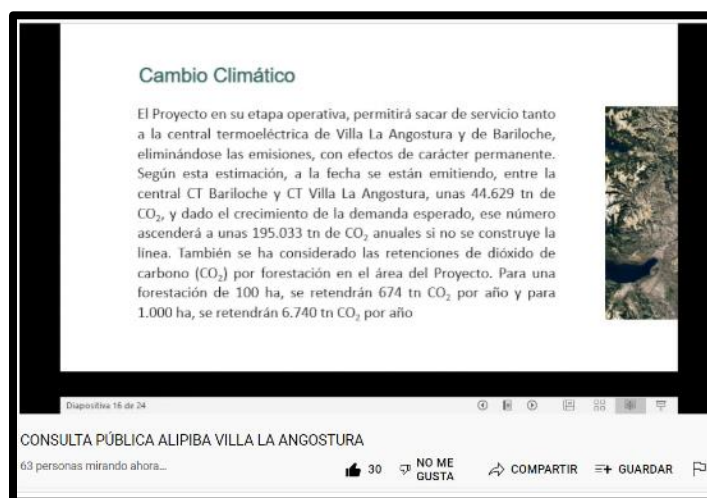 Cambio Climático
El Proyecto en su etapa operativa, permitirá sacar de servicio tanto
a la central termoeléctrica de Villa La Angostura y de Bariloche,
eliminándose las emisiones, con efectos de carácter permanente.
Según esta estimación, a la fecha se están emitiendo, entre la
central CT Bariloche y CT Villa La Angostura, unas 44.629 tn de
CO₂, y dado el crecimiento de la demanda esperado, ese número
ascenderá a unas 195.033 tn de CO₂ anuales si no se construye la
línea. También se ha considerado las retenciones de dióxido de
carbono (CO₂) por forestación en el área del Proyecto. Para una
forestación de 100 ha, se retendrán 674 tn CO₂ por año y para
1.000 ha, se retendrán 6.740 tn CO₂ por año
Diapositiva 16 de 24
CONSULTA PÚBLICA ALIPIBA VILLA LA ANGOSTURA
63 personas mirando ahora...
30
NO ME
GUSTA
COMPARTIR
GUARDAR